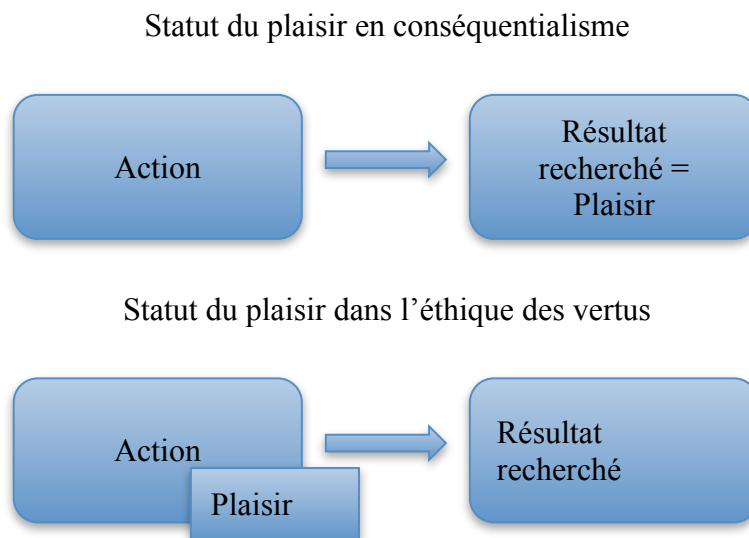 Statut du plaisir en conséquentialisme
Action
Résultat
recherché =
Plaisir
Statut du plaisir dans l’éthique des vertus
Action
Plaisir
Résultat
recherché